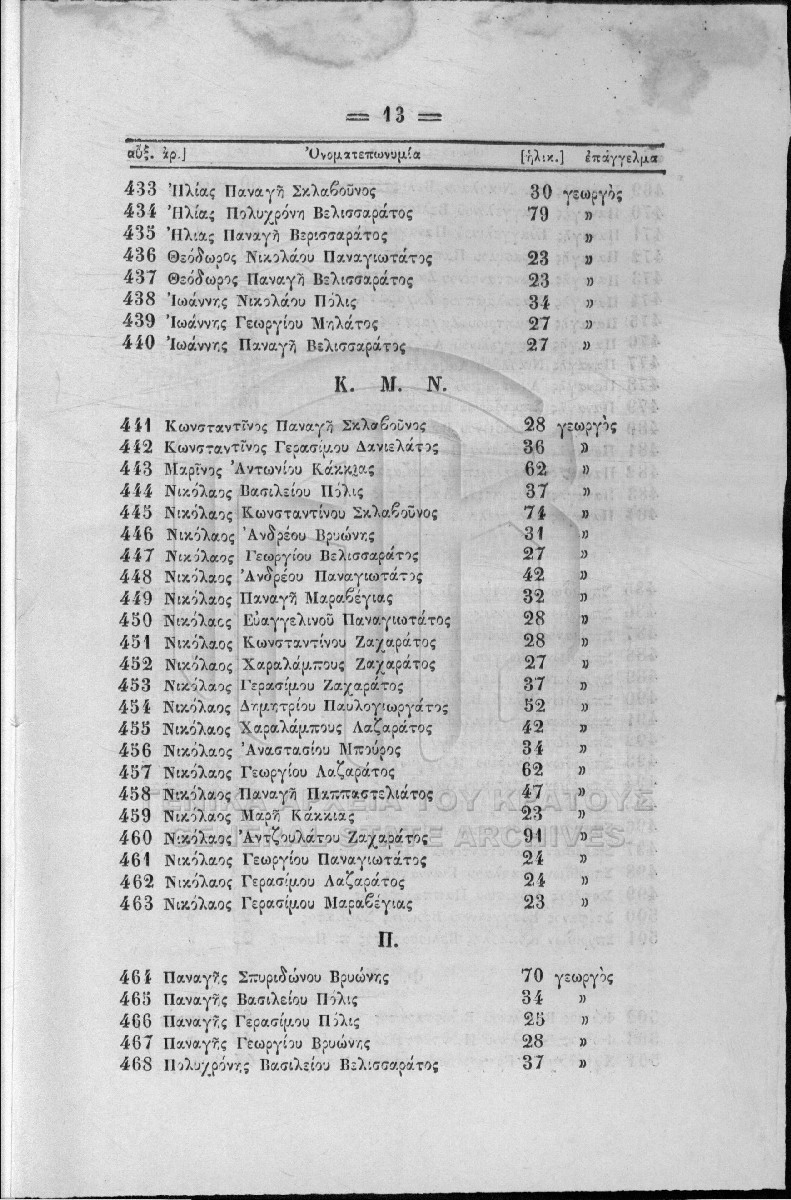 = 13 =
αὔξ. ἀρ.] Ὀνοματεπωνυμία [ἡλικ.] ἐπάγγελμα
433 Ἠλίας Παναγῆ Σκλαβοῦνος 30 γεωργὸς
434 Ἠλίας Πολυχρόνη Βελισσαράτος 79 »
435 Ἠλιας Παναγῆ Βερισσαράτος »
436 Θεόδωρος Νικολάου Παναγιωτάτος 23 »
437 Θεόδωρος Παναγῆ Βελισσαράτος 23 »
438 Ἰωάννης Νικολάου Πόλις 34 »
439 Ἰωάννης Γεωργίου Μηλάτος 27 »
440 Ἰωάννης Παναγῆ Βελισσαράτος 27 »
Κ. Μ. Ν.
441 Κωνσταντῖνος Παναγῆ Σκλαβοῦνος 28 γεωργὸς
442 Κωνσταντῖνος Γερασίμου Δανιελάτος 36 »
443 Μαρῖνος Ἀντωνίου Κάκκιας 62 »
444 Νικόλαος Βασιλείου Πόλις 37 »
445 Νικόλαος Κωνσταντίνου Σκλαβοῦνος 74 »
446 Νικόλαος Ἀνδρέου Βρυώνης 31 »
447 Νικόλαος Γεωργίου Βελισσαράτος 27 »
448 Νικόλαος Ἀνδρέου Παναγιωτάτος 42 »
449 Νικόλαος Παναγῆ Μαραβέγιας 32 »
450 Νικόλαος Εὐαγγελινοῦ Παναγιωτάτος 28 »
451 Νικόλαος Κωνσταντίνου Ζαχαράτος 28 »
452 Νικόλαος Χαραλάμπους Ζαχαράτος 27 »
453 Νικόλαος Γερασίμου Ζαχαράτος 37 »
454 Νικόλαος Δημητρίου Παυλογιωργάτος 52 »
455 Νικόλαος Χαραλάμπους Λαζαράτος 42 »
456 Νικόλαος Ἀναστασίου Μπούρος 34 »
457 Νικόλαος Γεωργίου Λαζαράτος 62 »
458 Νικόλαος Παναγῆ Παππαστελιάτος 47 »
ΓΕΝΙΚΑ ΑΡΧΕΙΑ ΤΟΥ ΚΡΑΤΟΥΣ
459 Νικόλαος Μαρῆ Κάκκιας 23 »
460 Νικόλαος Ἀντζουλάτου Ζαχαράτος 91 »
GENERAL STATE ARCHIVES
461 Νικόλαος Γεωργίου Παναγιωτάτος 24 »
462 Νικόλαος Γερασίμου Λαζαράτος 24 »
463 Νικόλαος Γερασίμου Μαραβέγιας 23 »
Π.
464 Παναγῆς Σπυριδώνου Βρυώνης 70 γεωργὸς
465 Παναγῆς Βασιλείου Πόλις 34 »
466 Παναγῆς Γερασίμου Πόλις 25 »
467 Παναγῆς Γεωργίου Βρυώνης 28 »
468 Πολυχρόνης Βασιλείου Βελισσαράτος 37 »